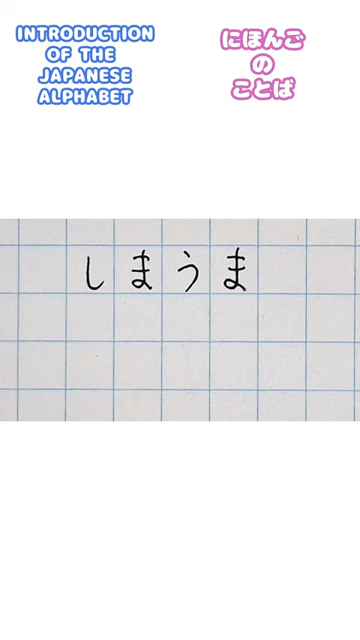 INTRODUCTION
OF THE
JAPANESE
ALPHABET
にほんご
の
ことば
しまうま